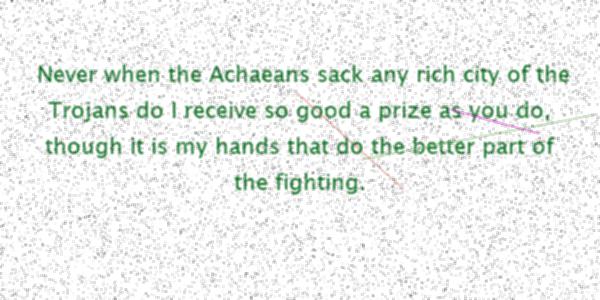 Never when the Achaeans sack any rich city of the
Trojans do I receive so good a prize as you do,
though it is my hands that do the better part of
the fighting.